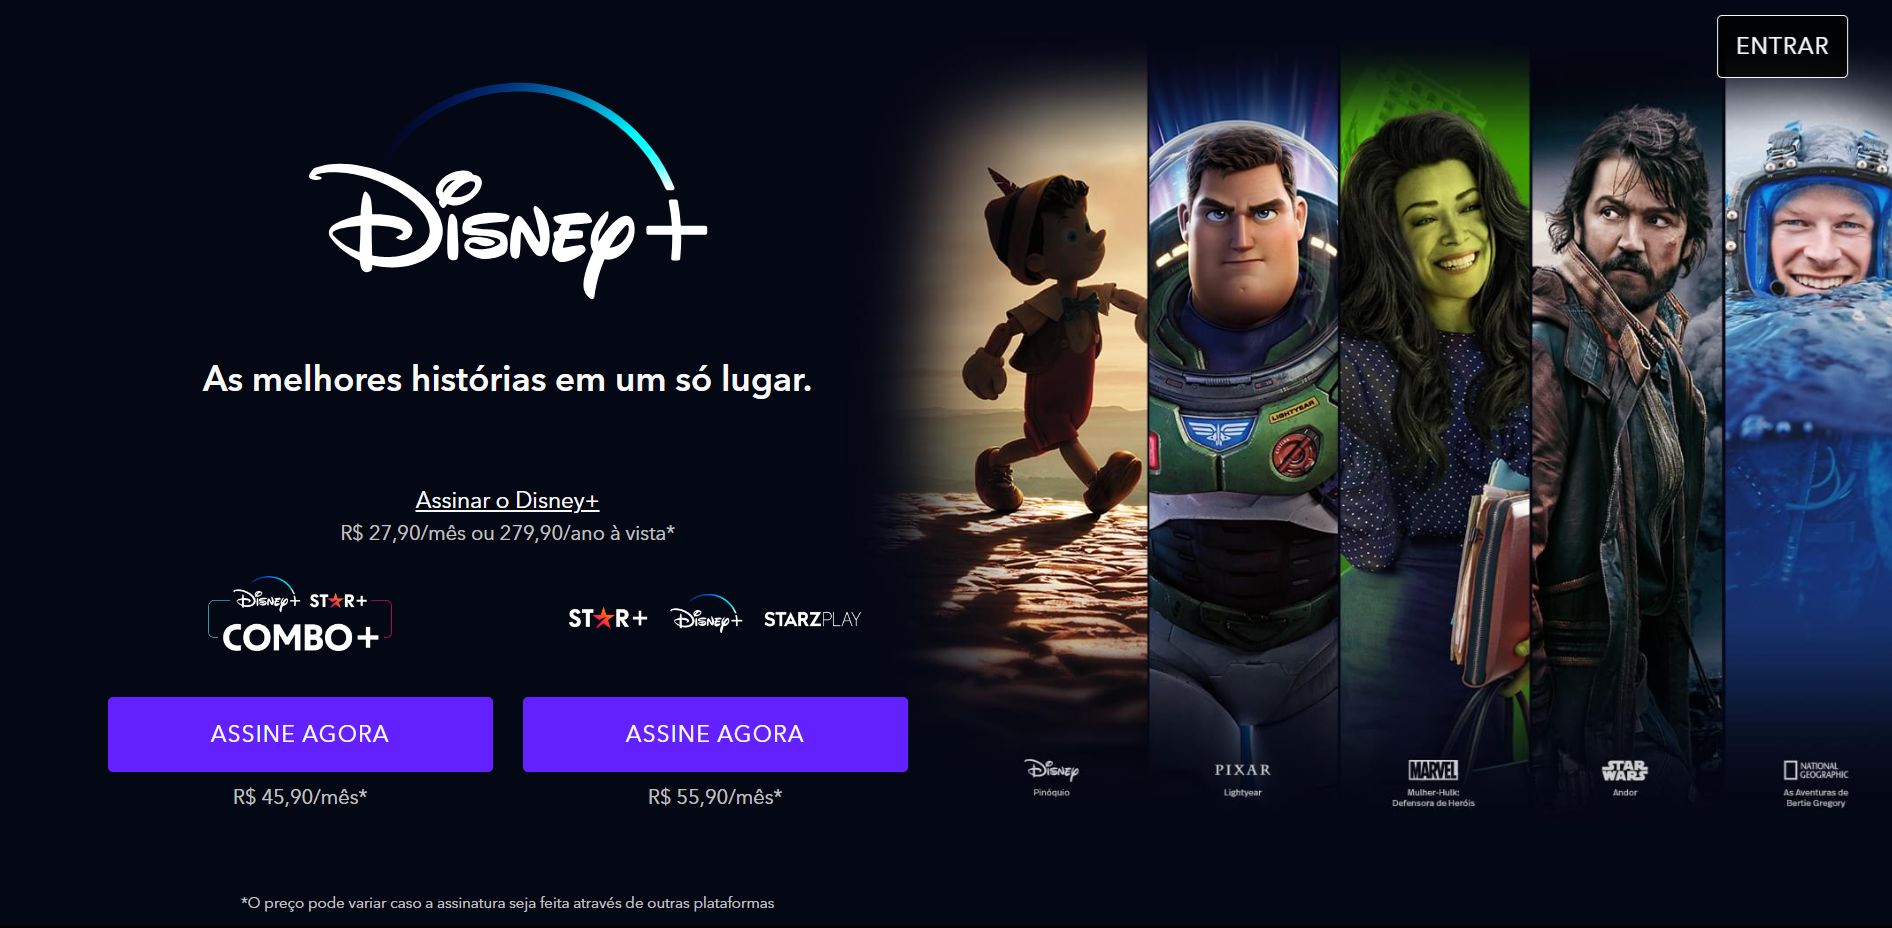 ENTRAR
Disney+
As melhores histórias em um só lugar.
Assinar o Disney+
R$ 27,90/mês ou 279,90/ano à vista*
Disney+ STAR+
COMBO+
STAR+ Disney+ STARZPLAY
ASSINE AGORA
ASSINE AGORA
R$ 45,90/mês*
R$ 55,90/mês*
*O preço pode variar caso a assinatura seja feita através de outras plataformas
LIGHTYEAR
Disney
Pinóquio
PIXAR
Lightyear
MARVEL
Mulher-Hulk:
Defensora de Heróis
STAR
WARS
Andor
NATIONAL
GEOGRAPHIC
As Aventuras de
Bertie Gregory